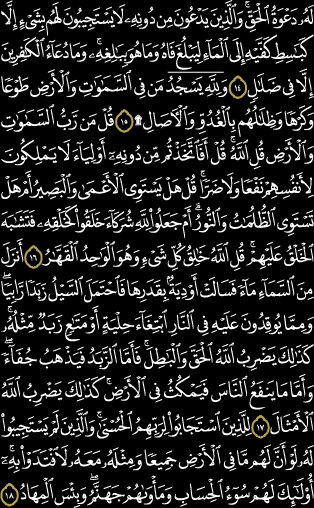 لَهُۥ دَعۡوَةُ ٱلۡحَقِّۚ وَٱلَّذِينَ يَدۡعُونَ مِن دُونِهِۦ لَا يَسۡتَجِيبُونَ لَهُم بِشَيۡءٍ إِلَّا
كَبَٰسِطِ كَفَّيۡهِ إِلَى ٱلۡمَآءِ لِيَبۡلُغَ فَاهُ وَمَا هُوَ بِبَٰلِغِهِۦۚ وَمَا دُعَآءُ ٱلۡكَٰفِرِينَ
إِلَّا فِي ضَلَٰلٖ ١٤ وَلِلَّهِۤ يَسۡجُدُۤ مَن فِي ٱلسَّمَٰوَٰتِ وَٱلۡأَرۡضِ طَوۡعٗا
وَكَرۡهٗا وَظِلَٰلُهُم بِٱلۡغُدُوِّ وَٱلۡأٓصَالِ ۩ ١٥ قُلۡ مَن رَّبُّ ٱلسَّمَٰوَٰتِ
وَٱلۡأَرۡضِ قُلِ ٱللَّهُۚ قُلۡ أَفَٱتَّخَذۡتُم مِّن دُونِهِۦٓ أَوۡلِيَآءَ لَا يَمۡلِكُونَ
لِأَنفُسِهِمۡ نَفۡعٗا وَلَا ضَرّٗاۚ قُلۡ هَلۡ يَسۡتَوِي ٱلۡأَعۡمَىٰ وَٱلۡبَصِيرُ أَمۡ هَلۡ
تَسۡتَوِي ٱلظُّلُمَٰتُ وَٱلنُّورُۗ أَمۡ جَعَلُواْ لِلَّهِ شُرَكَآءَ خَلَقُواْ كَخَلۡقِهِۦ فَتَشَٰبَهَ
ٱلۡخَلۡقُ عَلَيۡهِمۡۚ قُلِ ٱللَّهُ خَٰلِقُ كُلِّ شَيۡءٖ وَهُوَ ٱلۡوَٰحِدُ ٱلۡقَهَّٰرُ ١٦ أَنزَلَ
مِنَ ٱلسَّمَآءِ مَآءٗ فَسَالَتۡ أَوۡدِيَةُۢ بِقَدَرِهَا فَٱحۡتَمَلَ ٱلسَّيۡلُ زَبَدٗا رَّابِيٗاۖ
وَمِمَّا يُوقِدُونَ عَلَيۡهِ فِي ٱلنَّارِ ٱبۡتِغَآءَ حِلۡيَةٍ أَوۡ مَتَٰعٖ زَبَدٞ مِّثۡلُهُۥۚ
كَذَٰلِكَ يَضۡرِبُ ٱللَّهُ ٱلۡحَقَّ وَٱلۡبَٰطِلَۚ فَأَمَّا ٱلزَّبَدُ فَيَذۡهَبُ جُفَآءٗۖ
وَأَمَّا مَا يَنفَعُ ٱلنَّاسَ فَيَمۡكُثُ فِي ٱلۡأَرۡضِۚ كَذَٰلِكَ يَضۡرِبُ ٱللَّهُ
ٱلۡأَمۡثَالَ ١٧ لِلَّذِينَ ٱسۡتَجَابُواْ لِرَبِّهِمُ ٱلۡحُسۡنَىٰۚ وَٱلَّذِينَ لَمۡ يَسۡتَجِيبُواْ
لَهُۥ لَوۡ أَنَّ لَهُم مَّا فِي ٱلۡأَرۡضِ جَمِيعٗا وَمِثۡلَهُۥ مَعَهُۥ لَٱفۡتَدَوۡاْ بِهِۦٓۚ
أُوْلَٰٓئِكَ لَهُمۡ سُوٓءُ ٱلۡحِسَابِ وَمَأۡوَىٰهُمۡ جَهَنَّمُۖ وَبِئۡسَ ٱلۡمِهَادُ ١٨